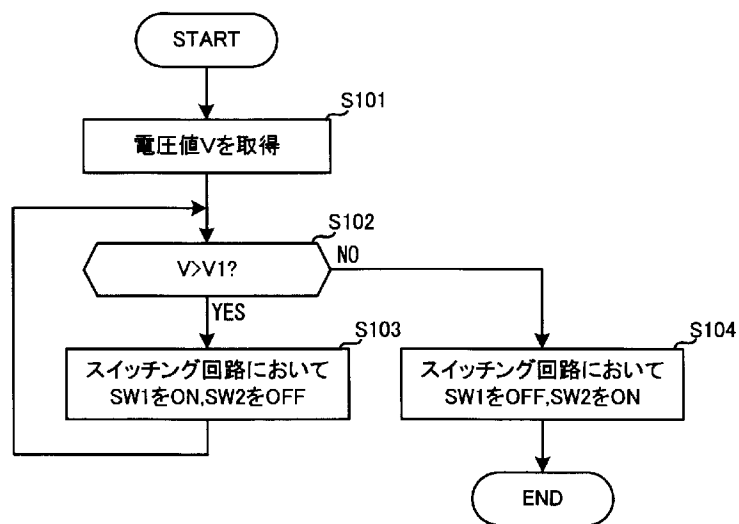 START
S101
電圧値Vを取得
S102
V>V1?
NO
YES
S103
スイッチング回路において
SW1をON,SW2をOFF
S104
スイッチング回路において
SW1をOFF,SW2をON
END